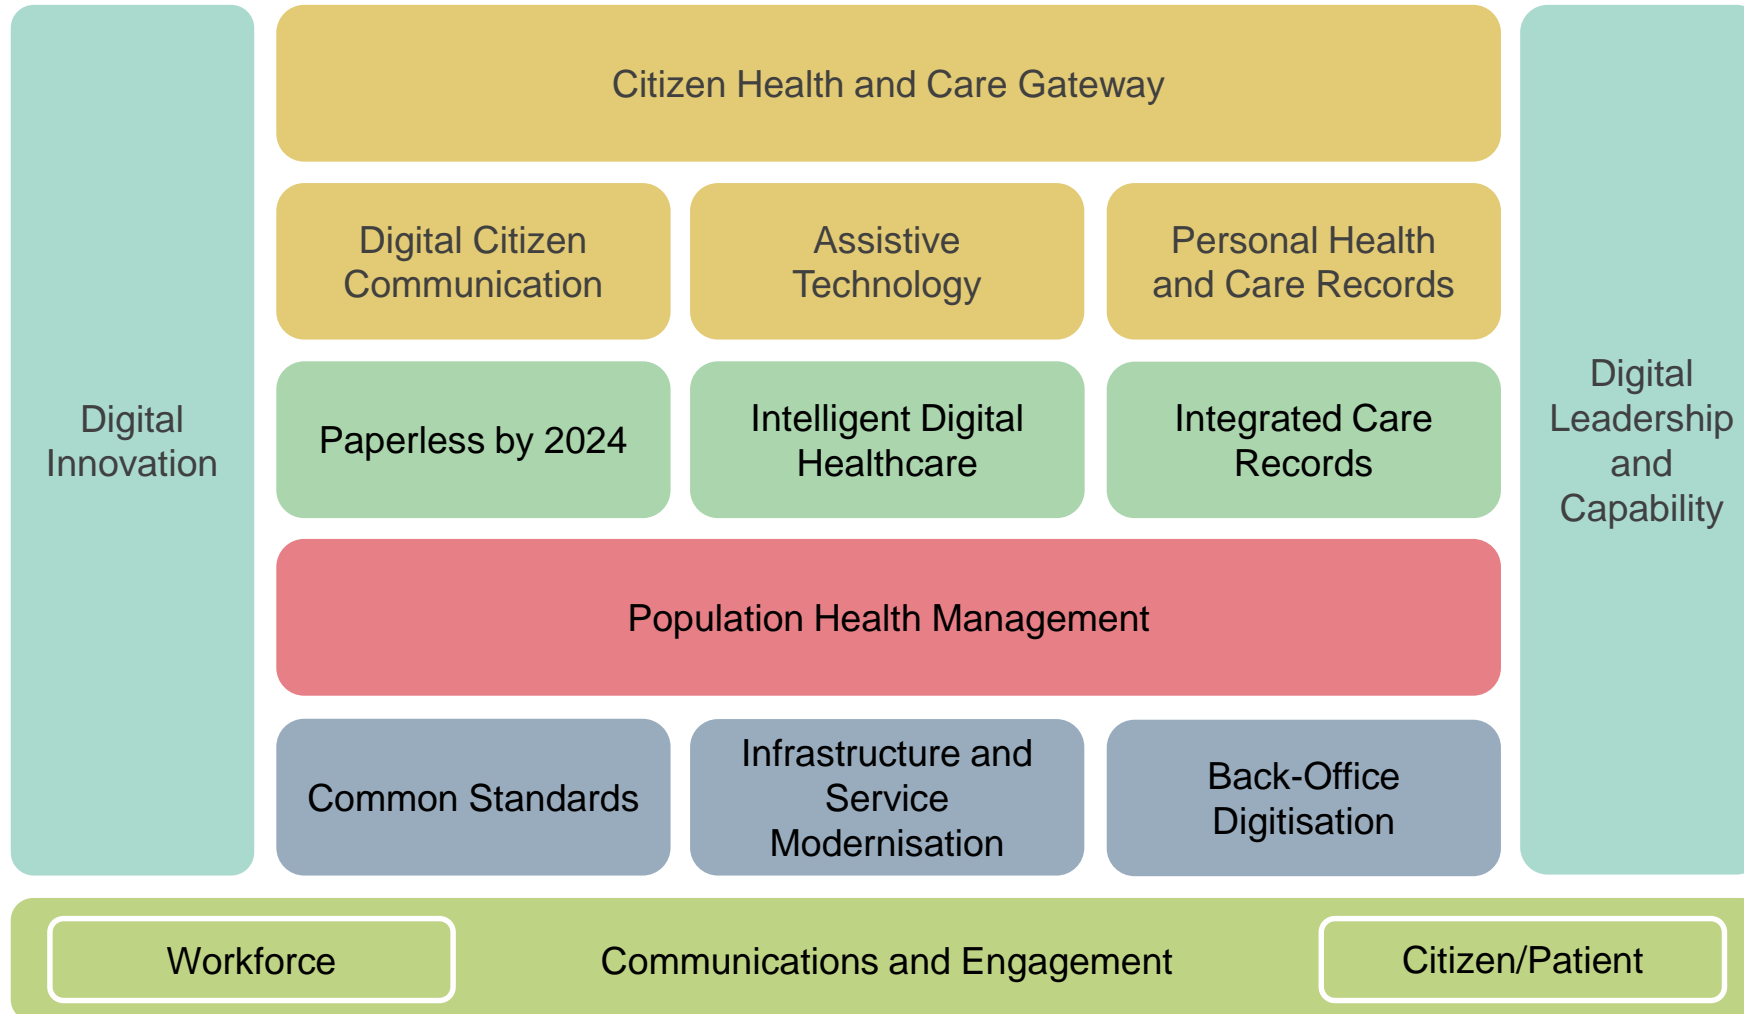 Citizen Health and Care Gateway
Digital Citizen
Communication
Assistive
Technology
Personal Health
and Care Records
Digital
Innovation
Paperless by 2024
Intelligent Digital
Healthcare
Integrated Care
Records
Digital
Leadership
and
Capability
Population Health Management
Common Standards
Infrastructure and
Service
Modernisation
Back-Office
Digitisation
Workforce
Communications and Engagement
Citizen/Patient